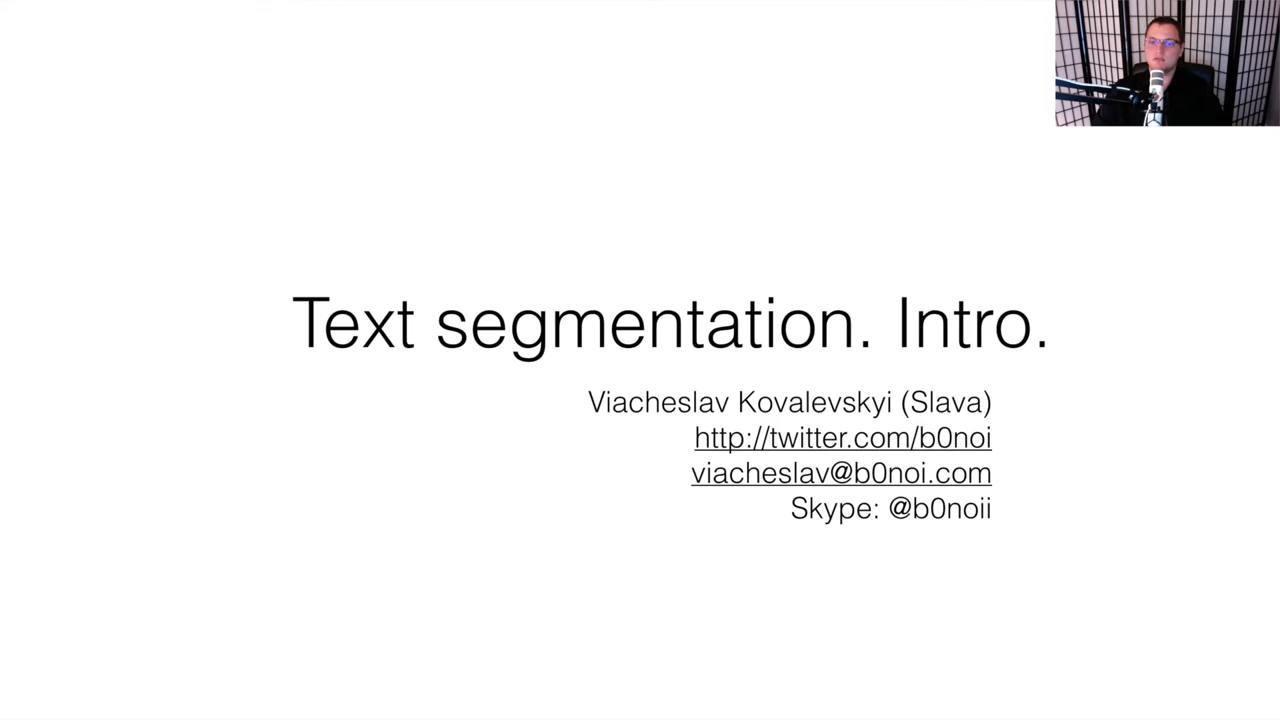 Text segmentation. Intro.
Viacheslav Kovalevskyi (Slava)
http://twitter.com/b0noi
viacheslav@b0noi.com
Skype: @b0noii